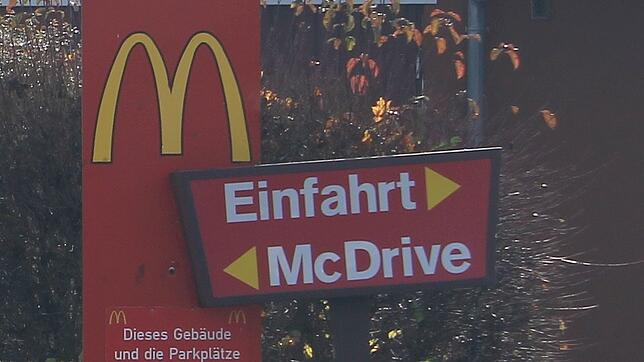 Einfahrt
McDrive
Dieses Gebäude
und die Parkplätze